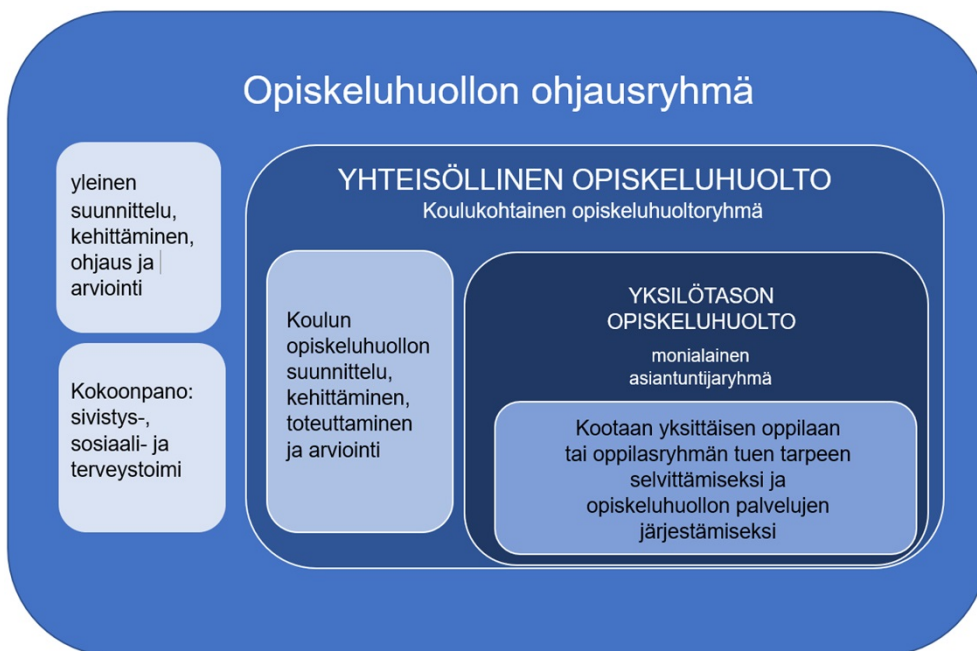 Opiskeluhuollon ohjausryhmä
yleinen
suunnittelu,
kehittäminen,
ohjaus ja
arviointi
Kokoonpano:
sivistys-,
sosiaali- ja
terveystoimi
YHTEISÖLLINEN OPISKELUHUOLTO
Koulukohtainen opiskeluhuoltoryhmä
Koulun
opiskeluhuollon
suunnittelu,
kehittäminen,
toteuttaminen
ja arviointi
YKSILÖTASON
OPISKELUHUOLTO
monialainen
asiantuntijaryhmä
Kootaan yksittäisen oppilaan
tai oppilasryhmän tuen tarpeen
selvittämiseksi ja
opiskeluhuollon palvelujen
järjestämiseksi